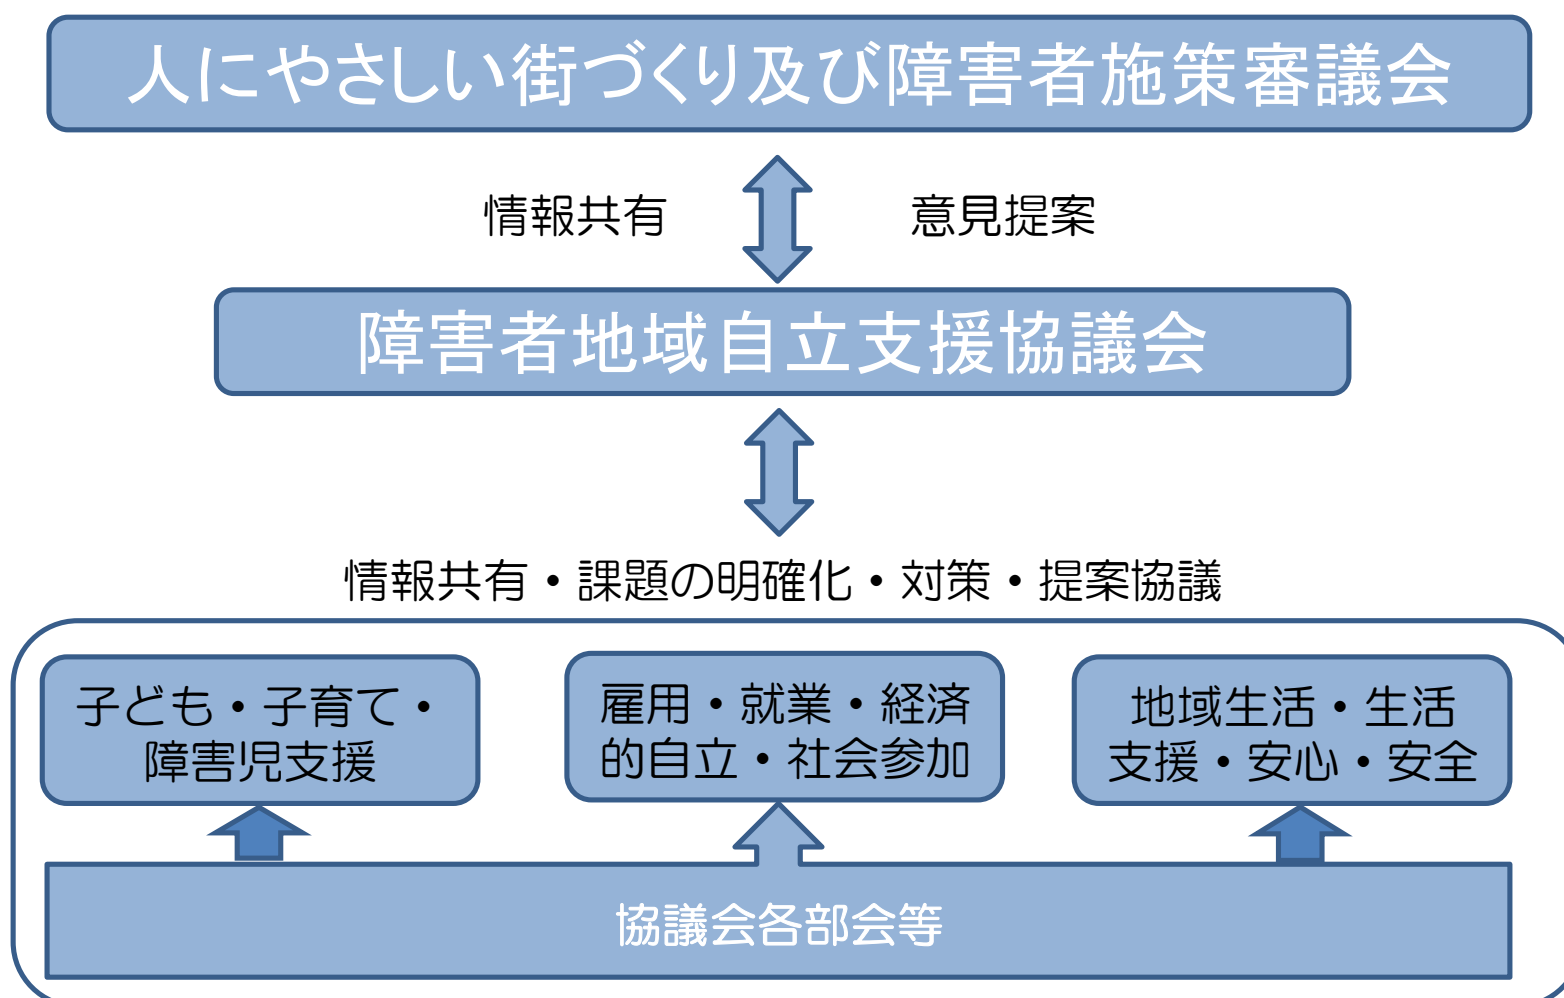 人にやさしい街づくり及び障害者施策審議会
情報共有
意見提案
障害者地域自立支援協議会
情報共有・課題の明確化・対策・提案協議
子ども・子育て・
障害児支援
雇用・就業・経済
的自立・社会参加
地域生活・生活
支援・安心・安全
協議会各部会等